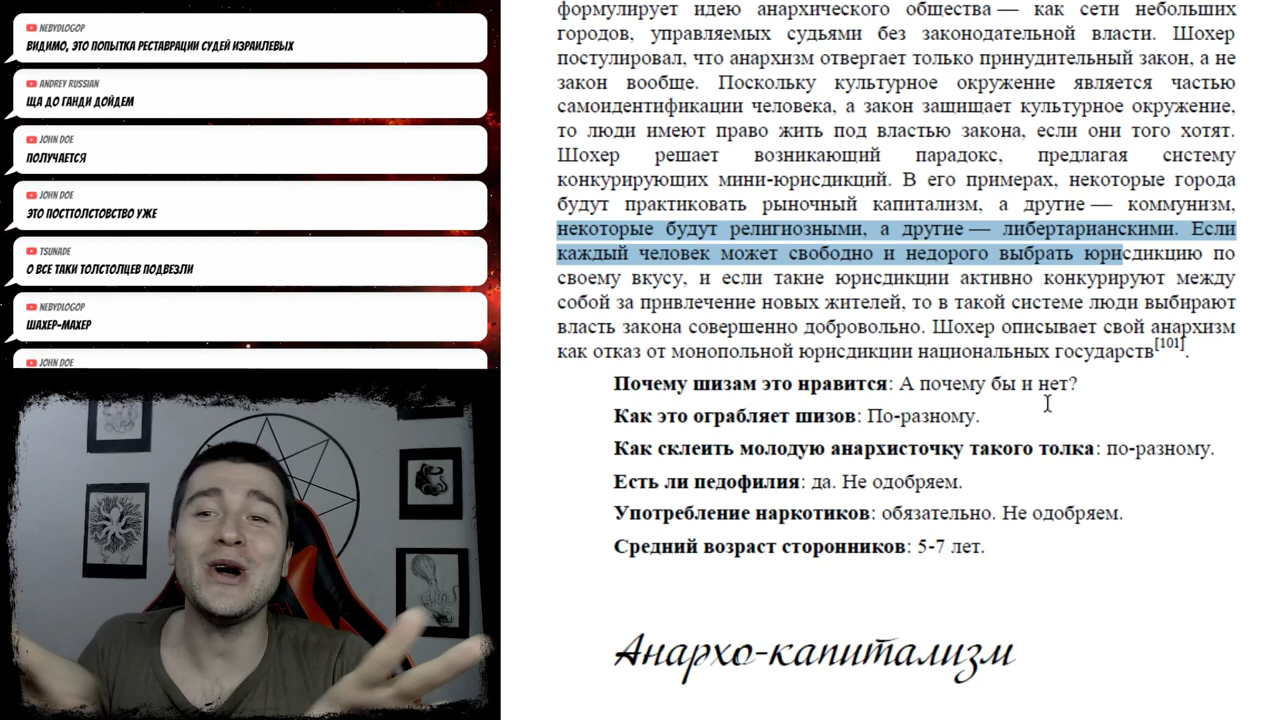 NEBYDLOGOP
ВИДИМО, ЭТО ПОПЫТКА РЕСТАВРАЦИИ СУДЕЙ ИЗРАИЛЕВЫХ
ANDREY RUSSIAN
ЩА ДО ГАНДИ ДОЙДЕМ
JOHN DOE
ПОЛУЧАЕТСЯ
JOHN DOE
ЭТО ПОСТТОЛСТОВСТВО УЖЕ
TSUNADE
О ВСЕ ТАКИ ТОЛСТОЛЦЕВ ПОДВЕЗЛИ
NEBYDLOGOP
ШАХЕР-МАХЕР
JOHN DOE
формулирует идею анархического общества — как сети небольших
городов, управляемых судьями без законодательной власти. Шохер
постулировал, что анархизм отвергает только принудительный закон, а не
закон вообще. Поскольку культурное окружение является частью
самоидентификации человека, а закон защищает культурное окружение,
то люди имеют право жить под властью закона, если они того хотят.
Шохер решает возникающий парадокс, предлагая систему
конкурирующих мини-юрисдикций. В его примерах, некоторые города
будут практиковать рыночный капитализм, а другие — коммунизм,
некоторые будут религиозными, а другие — либертарианскими. Если
каждый человек может свободно и недорого выбрать юрисдикцию по
своему вкусу, и если такие юрисдикции активно конкурируют между
собой за привлечение новых жителей, то в такой системе люди выбирают
власть закона совершенно добровольно. Шохер описывает свой анархизм
как отказ от монопольной юрисдикции национальных государств[101].
Почему шизам это нравится: А почему бы и нет?
Как это ограбляет шизов: По-разному.
Как склеить молодую анархисточку такого толка: по-разному.
Есть ли педофилия: да. Не одобряем.
Употребление наркотиков: обязательно. Не одобряем.
Средний возраст сторонников: 5-7 лет.
Анархо-капитализм